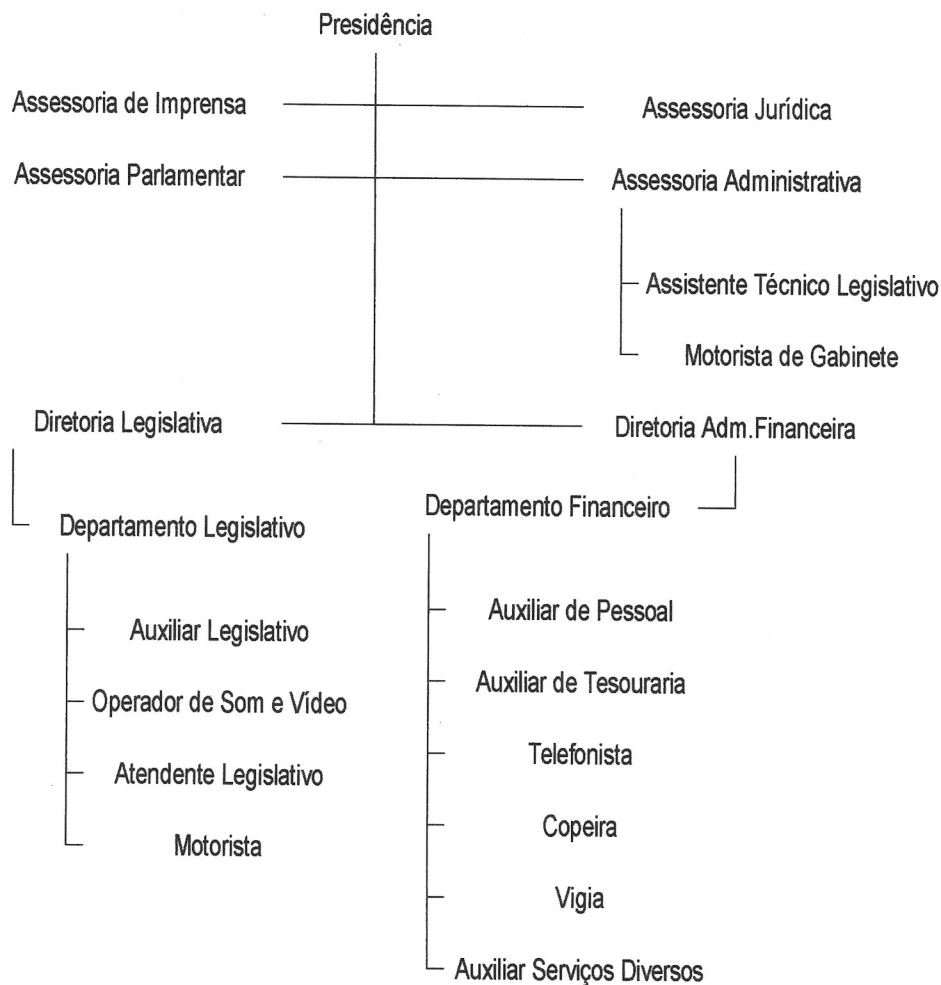 Presidência
Assessoria de Imprensa
Assessoria Jurídica
Assessoria Parlamentar
Assessoria Administrativa
Assistente Técnico Legislativo
Motorista de Gabinete
Diretoria Legislativa
Diretoria Adm.Financeira
Departamento Legislativo
Auxiliar Legislativo
Operador de Som e Vídeo
Atendente Legislativo
Motorista
Departamento Financeiro
Auxiliar de Pessoal
Auxiliar de Tesouraria
Telefonista
Copeira
Vigia
Auxiliar Serviços Diversos